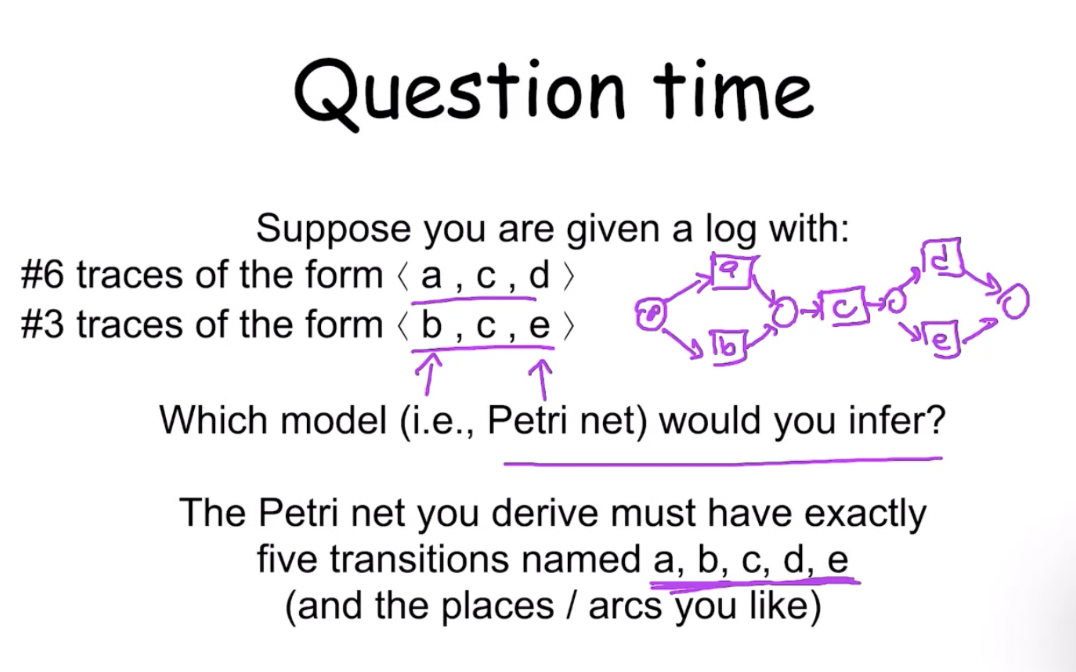 Question time
Suppose you are given a log with:
#6 traces of the form ⟨ a , c , d ⟩
#3 traces of the form ⟨ b , c , e ⟩
a
b
c
d
e
Which model (i.e., Petri net) would you infer?
The Petri net you derive must have exactly
five transitions named a, b, c, d, e
(and the places / arcs you like)